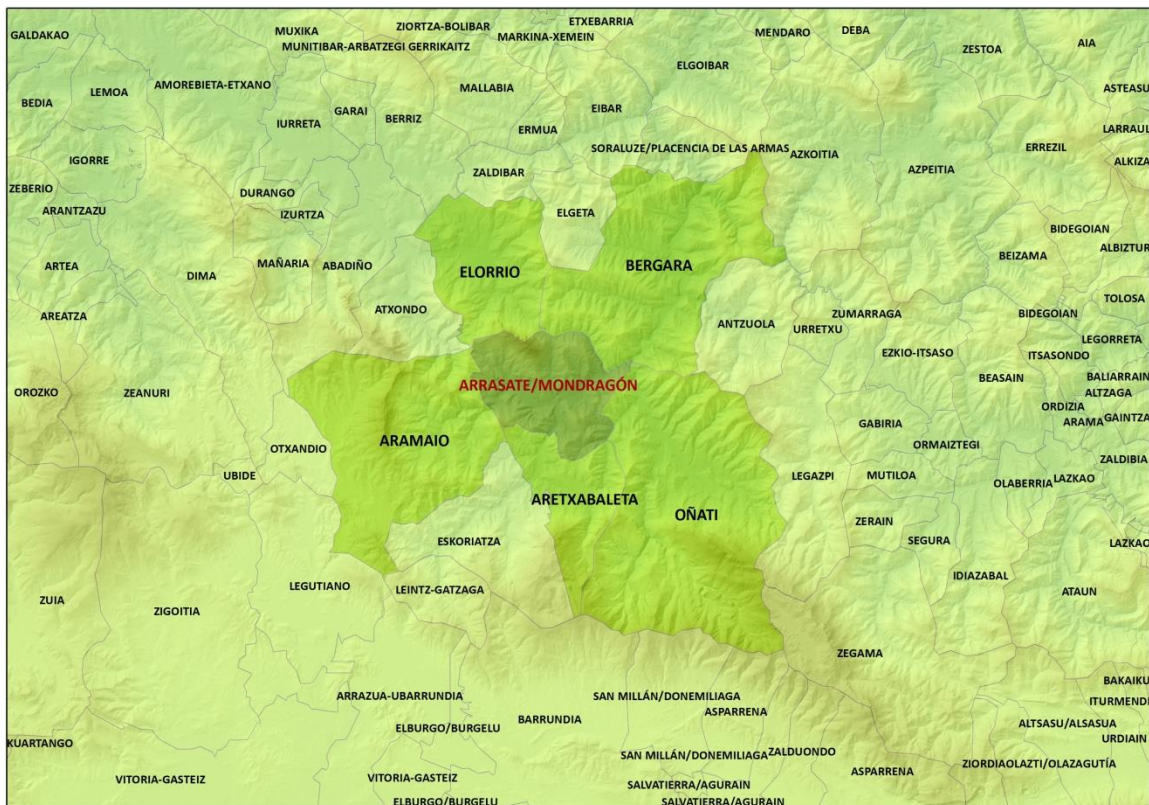 ZIORTZA-BOLIBAR
ETXEBARRIA
GALDAKAO
MUXIKA
MARKINA-XEMEIN
MENDARO
DEBA
MUNITIBAR-ARBATZEGI GERRIKAITZ
ZESTOA
AIA
ELGOIBAR
AMOREBIETA-ETXANO
MALLABIA
ASTEASU
LEMOA
BEDIA
GARAI
EIBAR
IURRETA
BERRIZ
ERMUA
LARRAUL
SORALUZE/PLACENCIA DE LAS ARMAS
ERREZIL
IGORRE
AZKOITIA
ALKIZA
ZALDIBAR
AZPEITIA
ZEBERIO
DURANGO
ARANTZAZU
IZURTZA
ELGETA
BIDEGOIAN
ALBIZTUR
BEIZAMA
ARTEA
MAÑARIA
ABADIÑO
ELORRIO
BERGARA
DIMA
TOLOSA
ATXONDO
AREATZA
ZUMARRAGA
BIDEGOIAN
ANTZUOLA
URRETXU
LEGORRETA
EZKIO-ITSASO
ITSASONDO
BEASAIN
BALIARRAIN
ARRASATE/MONDRAGÓN
OROZKO
ZEANURI
ALTZAGA
ORDIZIA
GAINTZA
GABIRIA
ARAMA
ARAMAIO
ORMAIZTEGI
OTXANDIO
ZALDIBIA
UBIDE
LEGAZPI
MUTILOA
OLABERRIA
LAZKAO
ARETXABALETA
OÑATI
ZERAIN
SEGURA
ESKORIATZA
LAZKAO
IDIAZABAL
LEGUTIANO
LEINTZ-GATZAGA
ATAUN
ZUIA
ZIGOITIA
ZEGAMA
BAKAIKU
ARRAZUA-UBARRUNDIA
SAN MILLÁN/DONEMILIAGA
ITURMENDI
ASPARRENA
BARRUNDIA
ALTSASU/ALSASUA
ELBURGO/BURGELU
URDIAIN
KUARTANGO
SAN MILLÁN/DONEMILIAGA
ZALDUONDO
ZIORDIAOLAZTI/OLAZAGUTÍA
ASPARRENA
VITORIA-GASTEIZ
VITORIA-GASTEIZ
SALVATIERRA/AGURAIN
ELBURGO/BURGELU
SALVATIERRA/AGURAIN